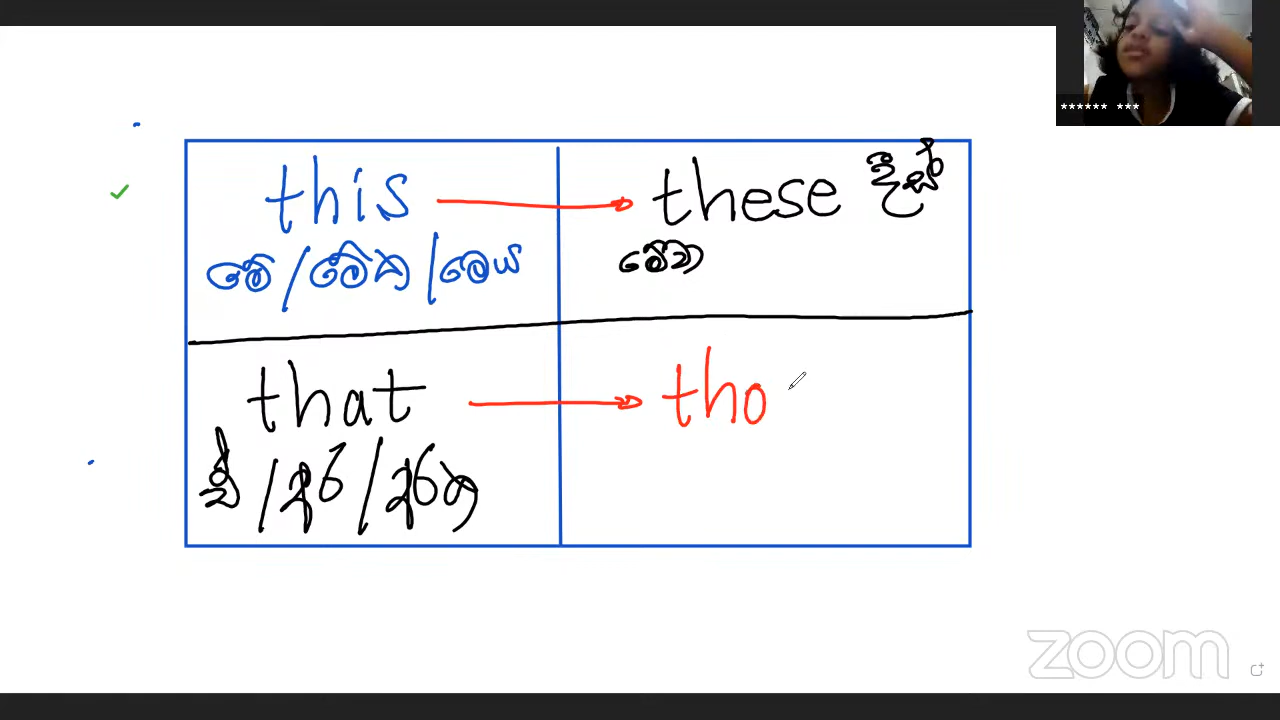 ****** ***
this → these දීස්
මේ / මේක / මෙය
මේවා
that → tho
ඒ / අර / අරක
zoom